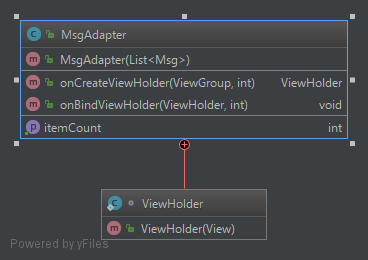 MsgAdapter
MsgAdapter(List<Msg>)
onCreateViewHolder(ViewGroup, int) ViewHolder
onBindViewHolder(ViewHolder, int) void
itemCount int
ViewHolder
ViewHolder(View)
Powered by yFiles